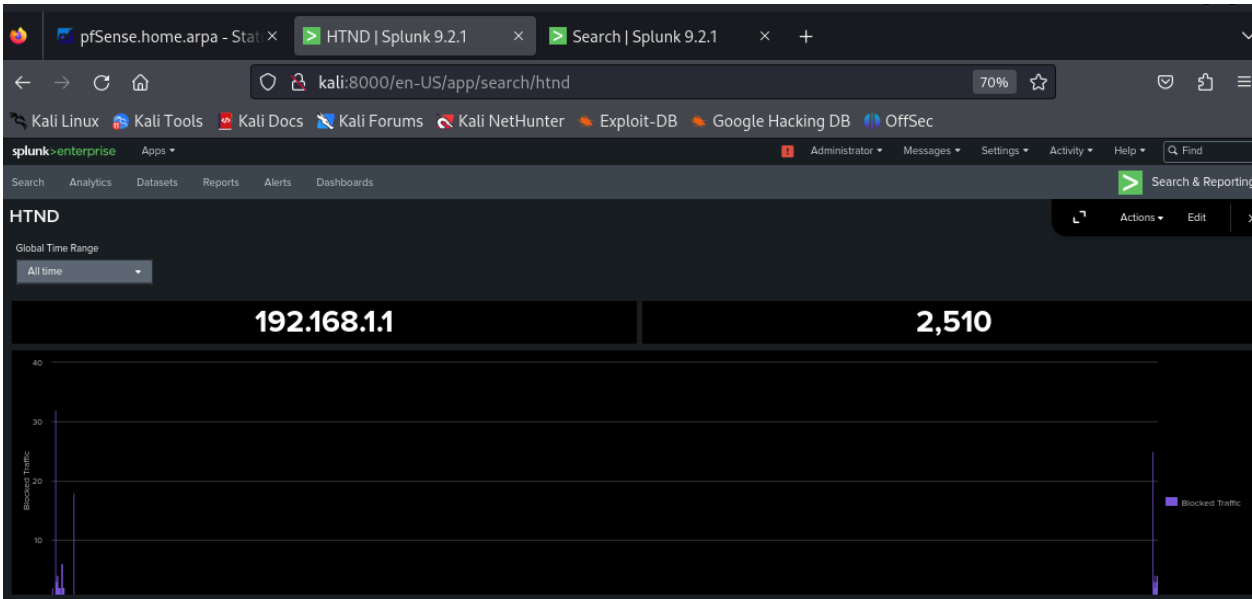 pfSense.home.arpa - Stat
HTND | Splunk 9.2.1
Search | Splunk 9.2.1
kali:8000/en-US/app/search/htnd
70%
Kali Linux Kali Tools Kali Docs Kali Forums Kali NetHunter Exploit-DB Google Hacking DB OffSec
splunk>enterprise Apps Administrator Messages Settings Activity Help Find
Search Analytics Datasets Reports Alerts Dashboards Search & Reporting
HTND Actions Edit
Global Time Range
All time
192.168.1.1 2,510
40
30
20
10
Blocked Traffic
Blocked Traffic